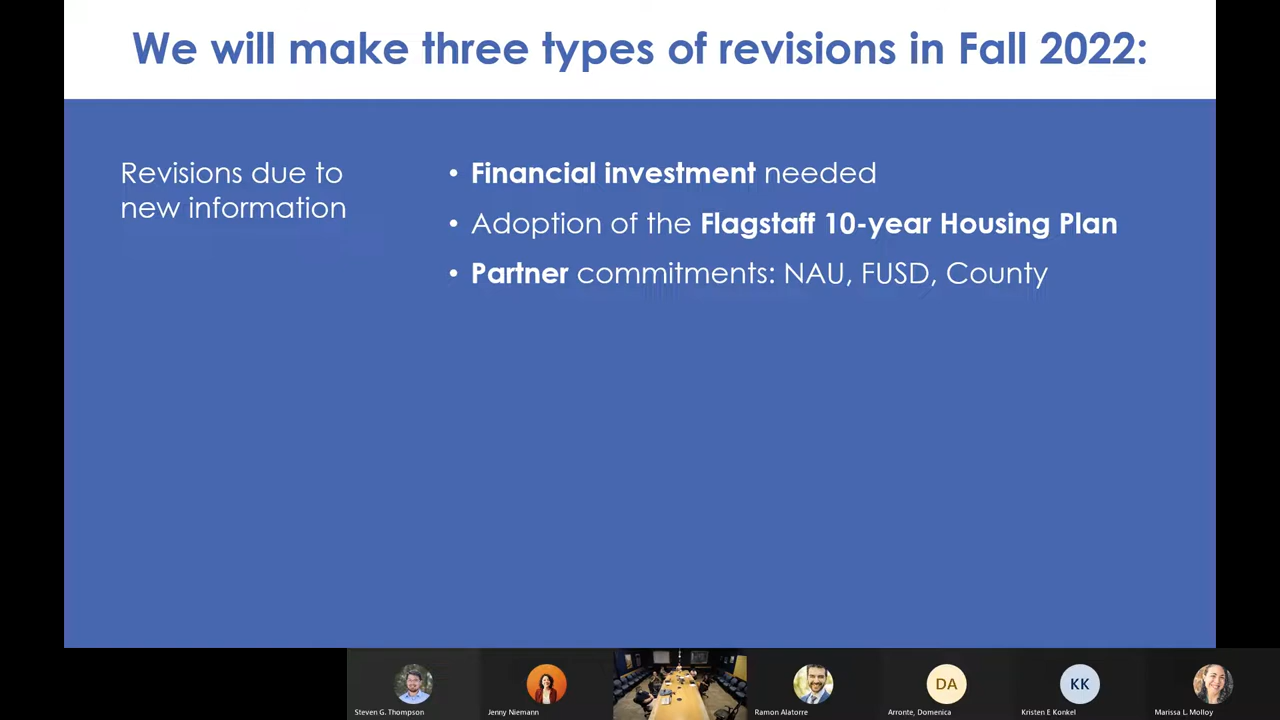 We will make three types of revisions in Fall 2022:
Revisions due to
new information
• Financial investment needed
• Adoption of the Flagstaff 10-year Housing Plan
• Partner commitments: NAU, FUSD, County
DA
KK
Steven G. Thompson
Jenny Niemann
Ramon Alatorre
Arronte, Domenica
Kristen E Konkel
Marissa L. Molloy